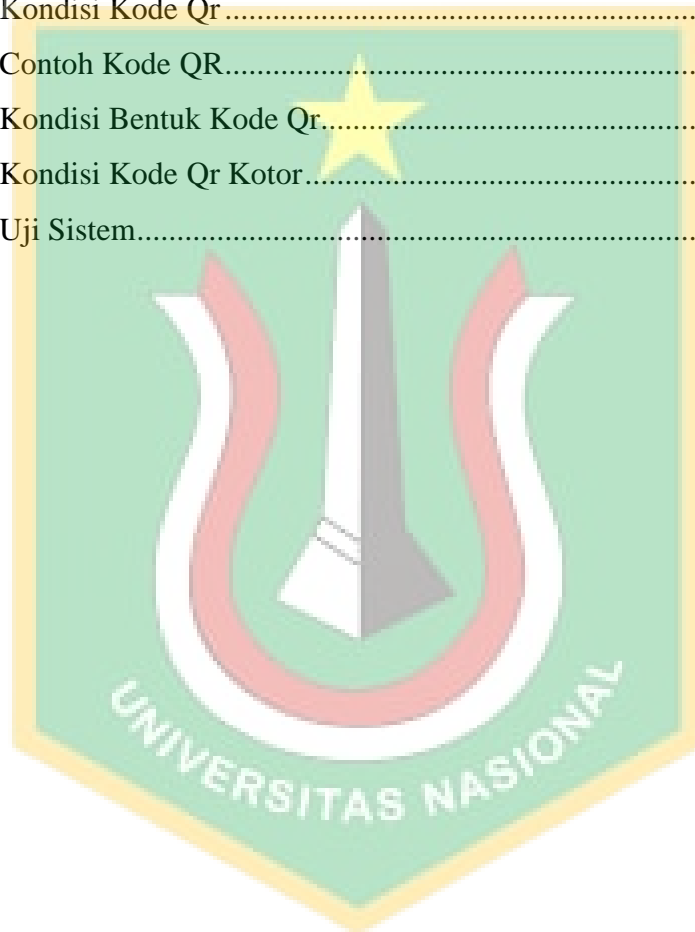 Kondisi Kode Qr ................................................................
Contoh Kode QR................................................................
Kondisi Bentuk Kode Qr....................................................
Kondisi Kode Qr Kotor......................................................
Uji Sistem...........................................................................
UNIVERSITAS NASIONAL